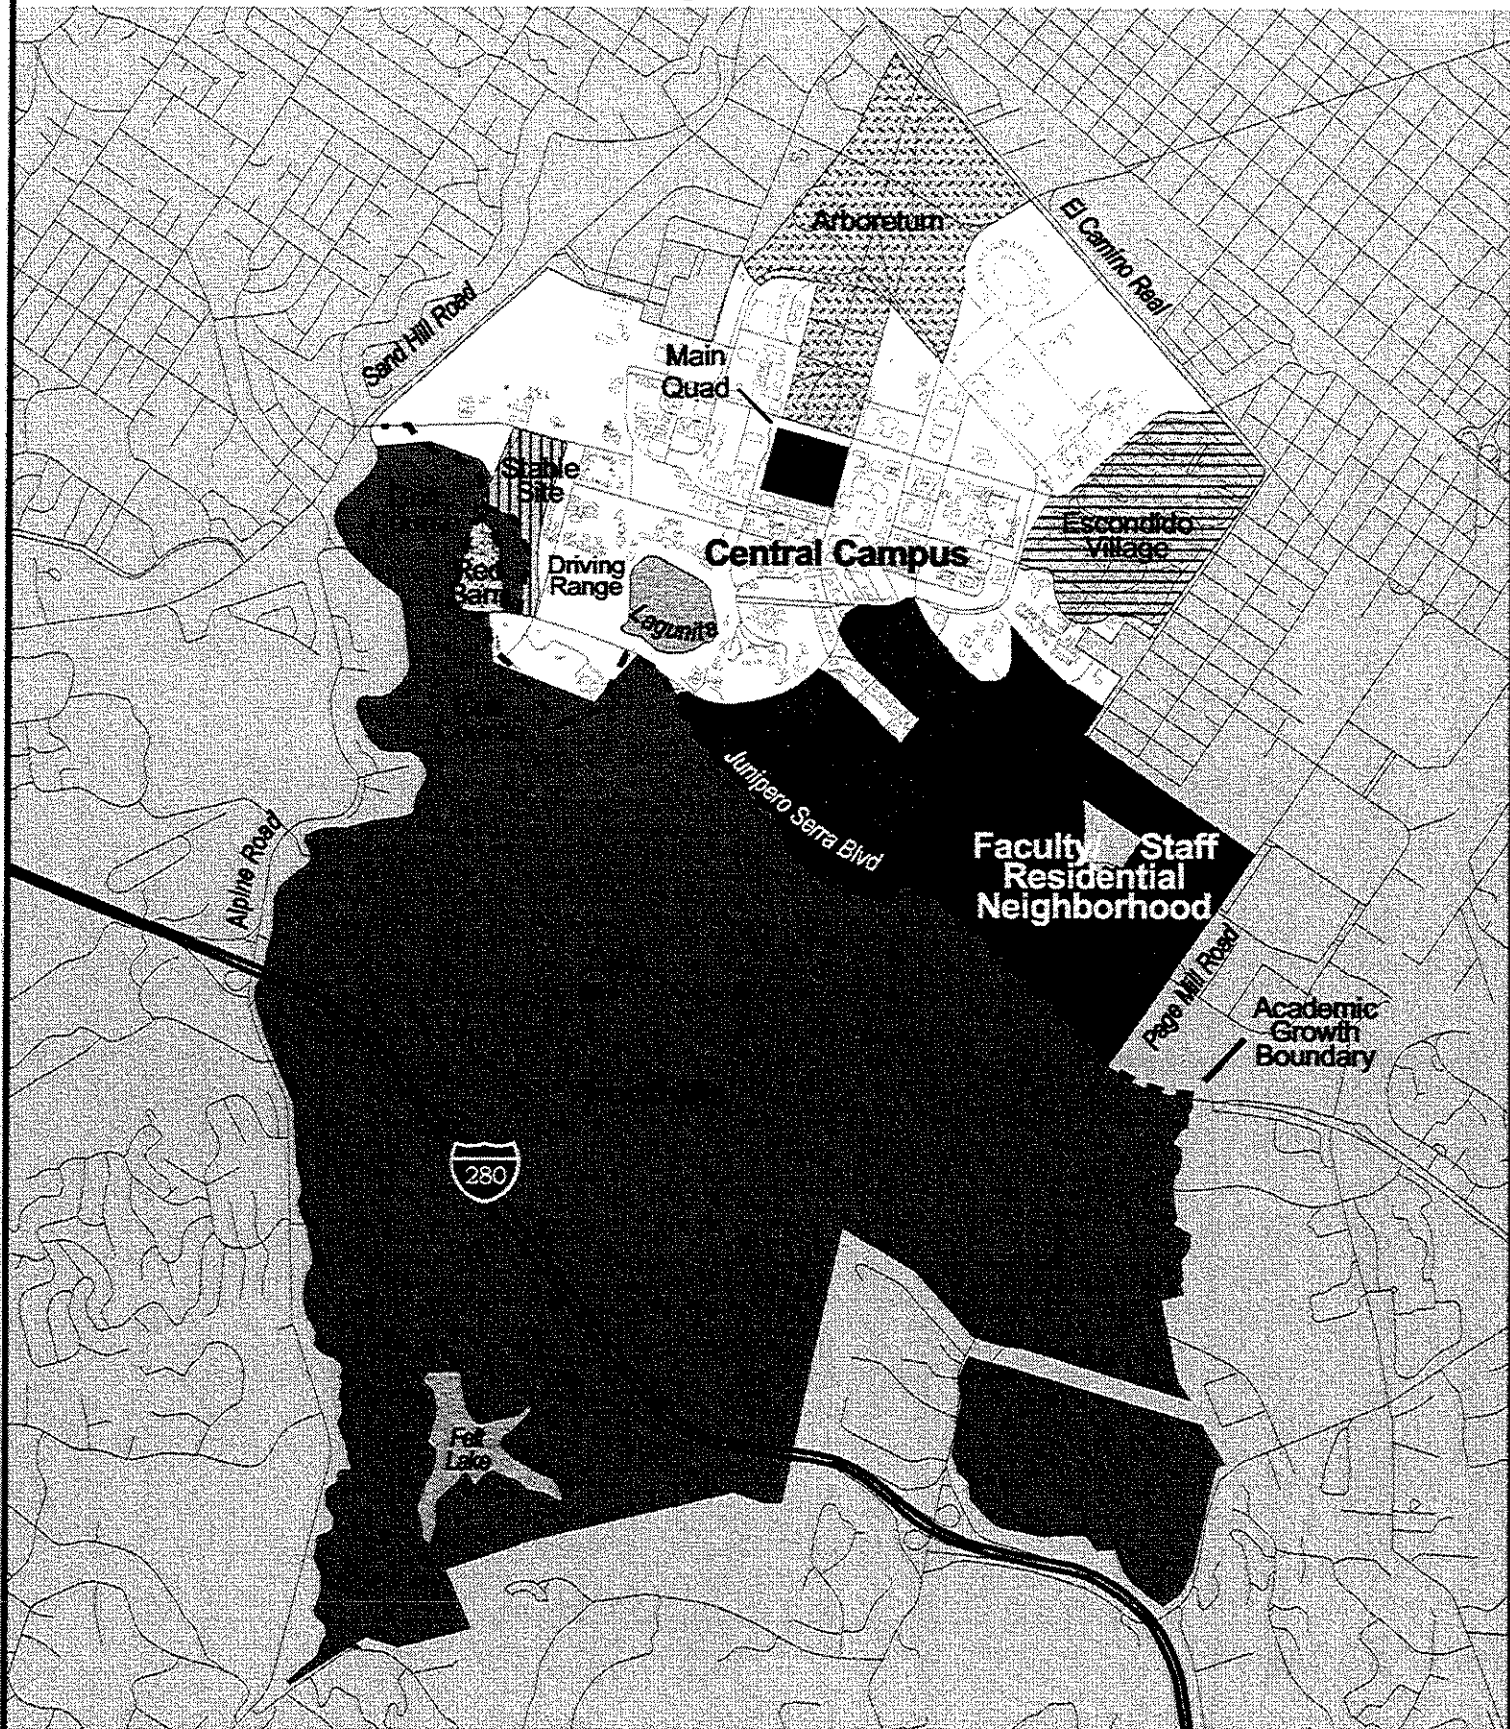 Arboretum
El Camino Real
Sand Hill Road
Main
Quad
Stable
Site
Escondido
Village
Central Campus
Red
Barn
Driving
Range
Lagunita
Junipero Serra Blvd
Alpine Road
Faculty/ Staff
Residential
Neighborhood
Page Mill Road
Academic
Growth
Boundary
280
Felt
Lake